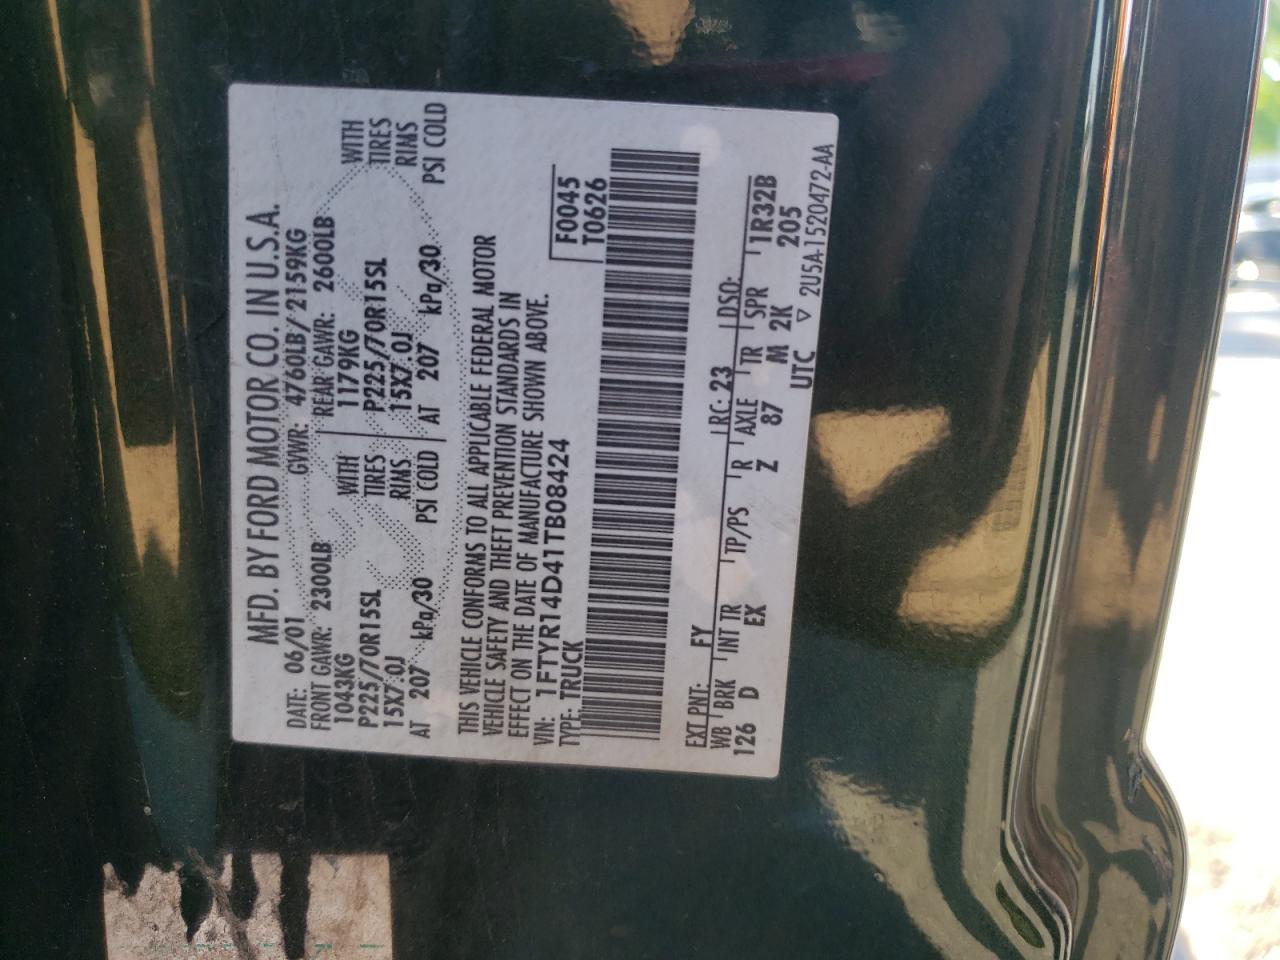 MFD. BY FORD MOTOR CO. IN U.S.A.
DATE: 06/01 GVWR: 4760LB/2159KG
FRONT GAWR: 2300LB REAR GAWR: 2600LB
1043KG WITH 1179KG WITH
P225/70R15SL TIRES P225/70R15SL TIRES
15X7.0J RIMS 15X7.0J RIMS
AT 207 kPa/30 PSI COLD AT 207 kPa/30 PSI COLD
THIS VEHICLE CONFORMS TO ALL APPLICABLE FEDERAL MOTOR
VEHICLE SAFETY AND THEFT PREVENTION STANDARDS IN
EFFECT ON THE DATE OF MANUFACTURE SHOWN ABOVE.
VIN: 1FTYR14D41TB08424 F0045
TYPE: TRUCK T0626
EXT PNT: FY RC: 23 DSO:
WB BRK INT TR TP/PS R AXLE TR SPR 1R32B
126 D EX Z 87 M 2K 205
UTC ▽ 2U5A-1520472-AA